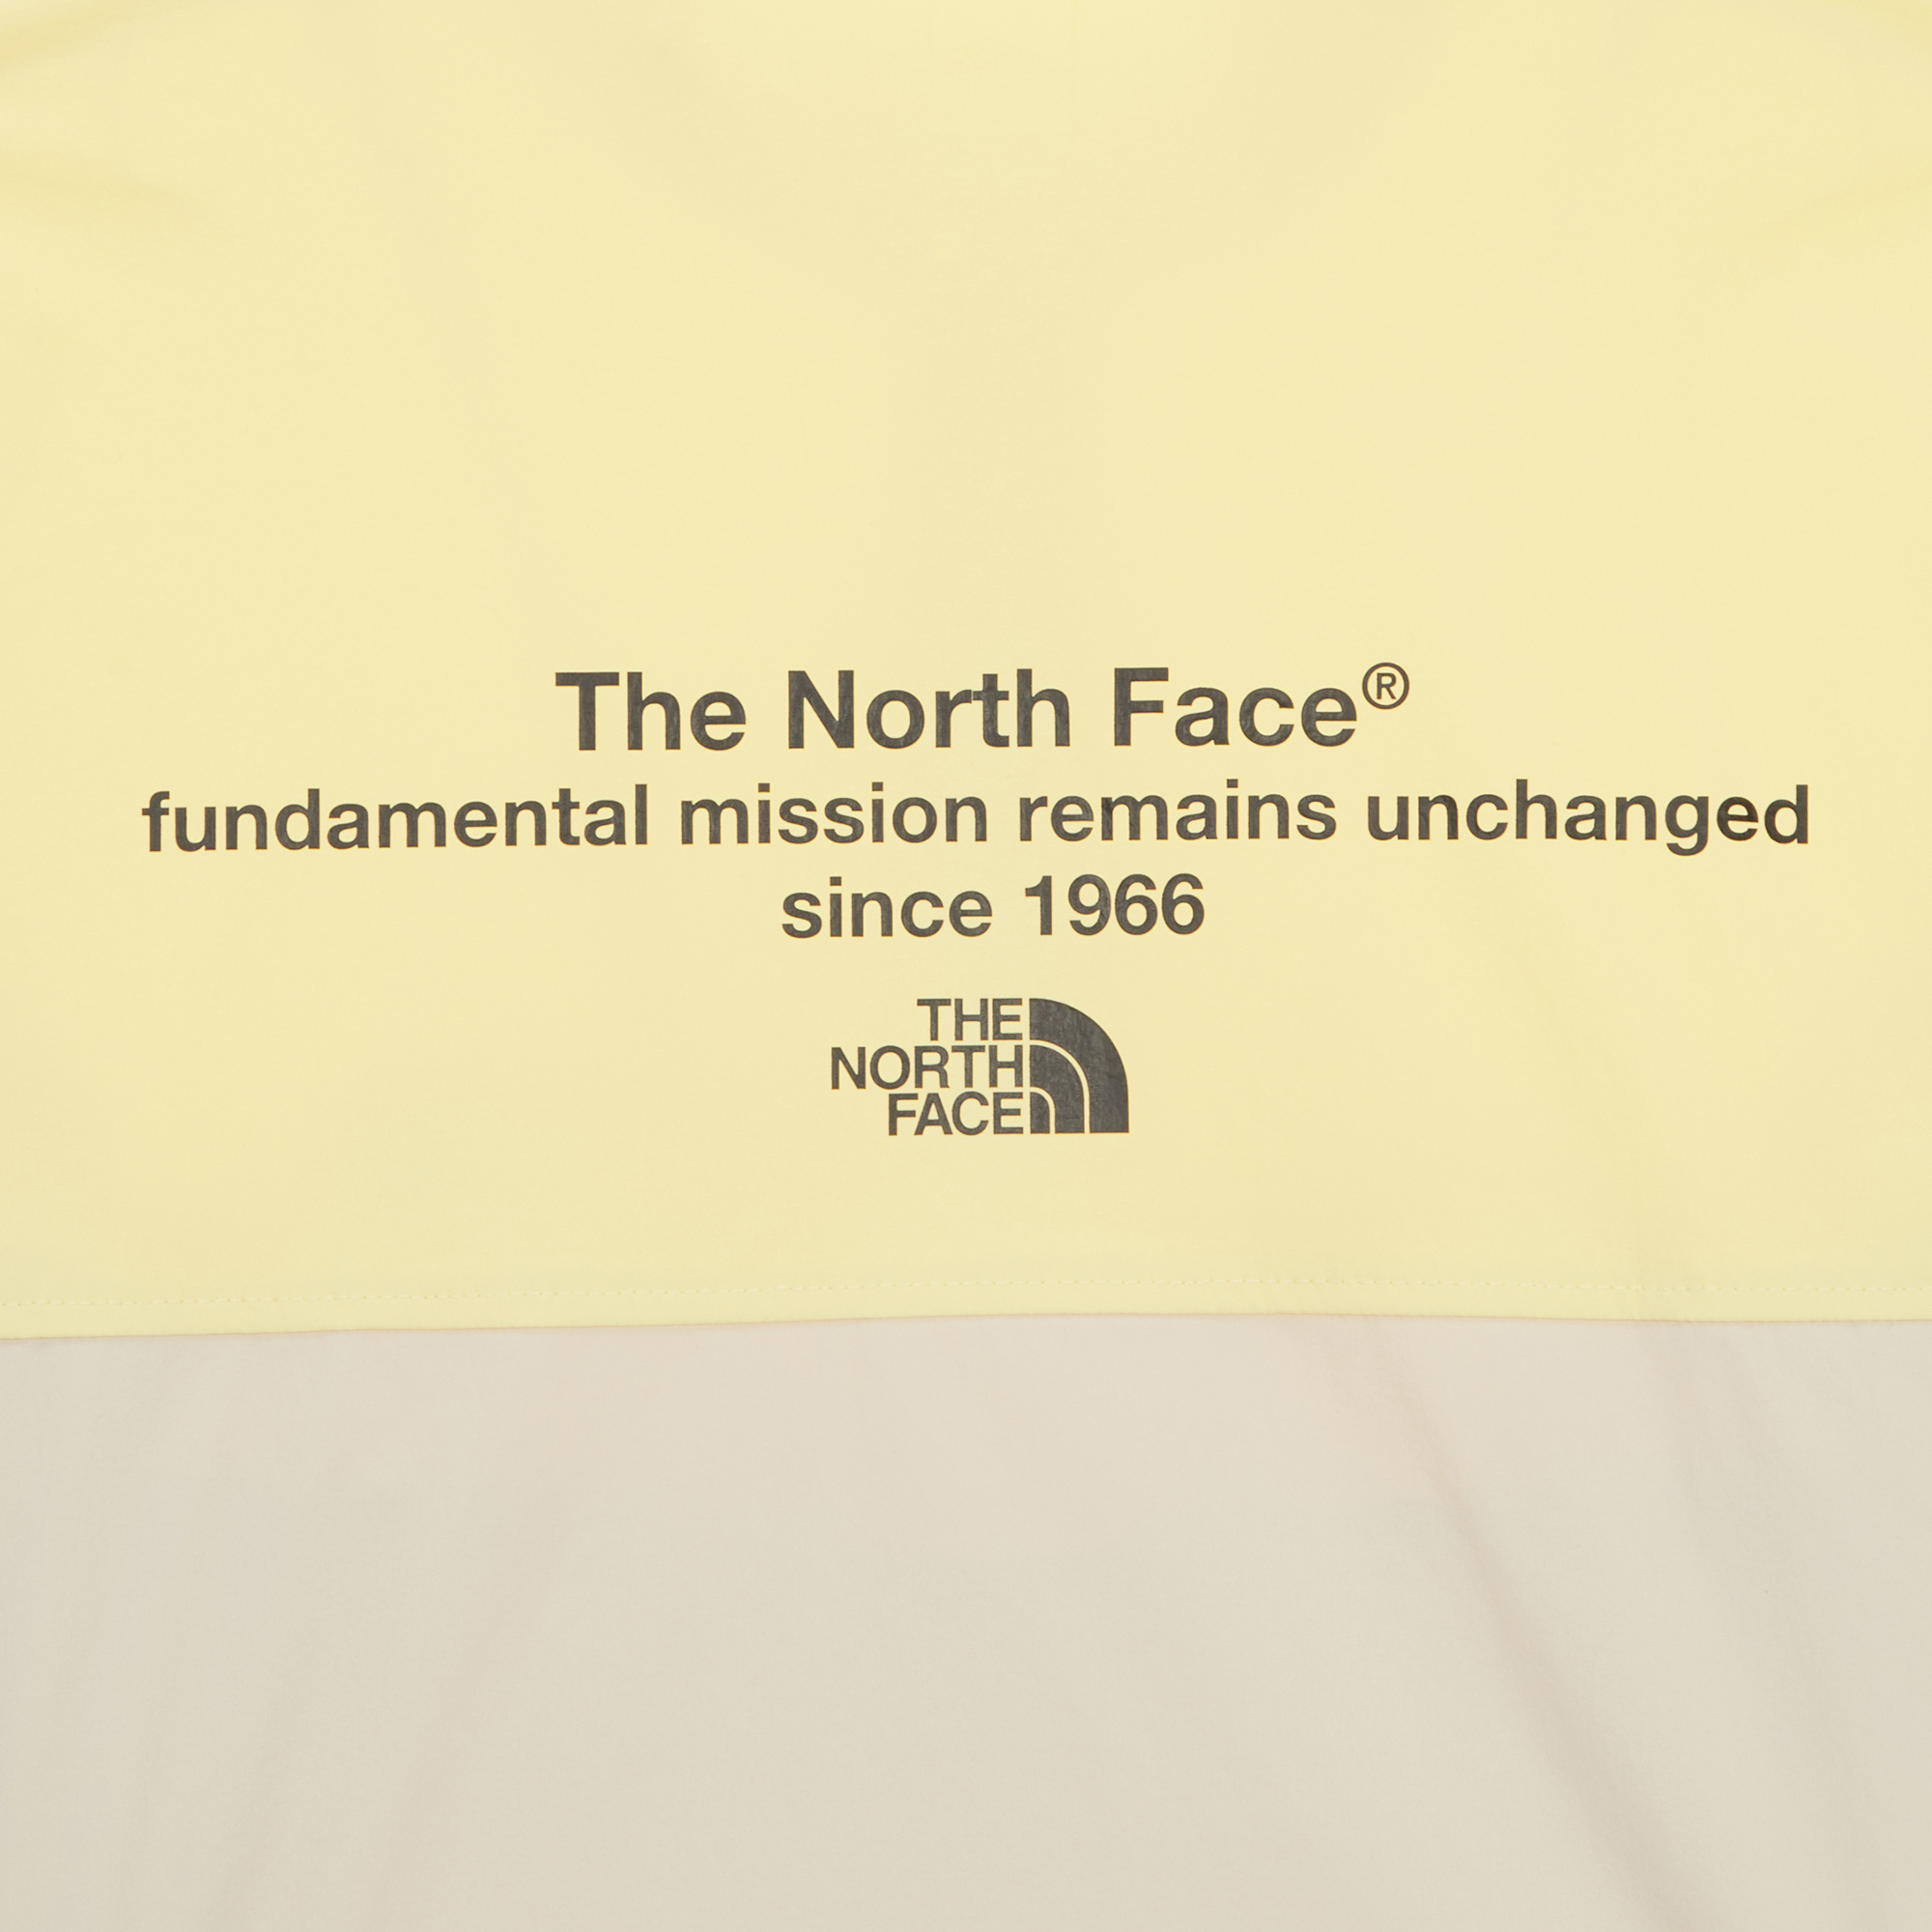 The North Face®
fundamental mission remains unchanged
since 1966
THE
NORTH
FACE